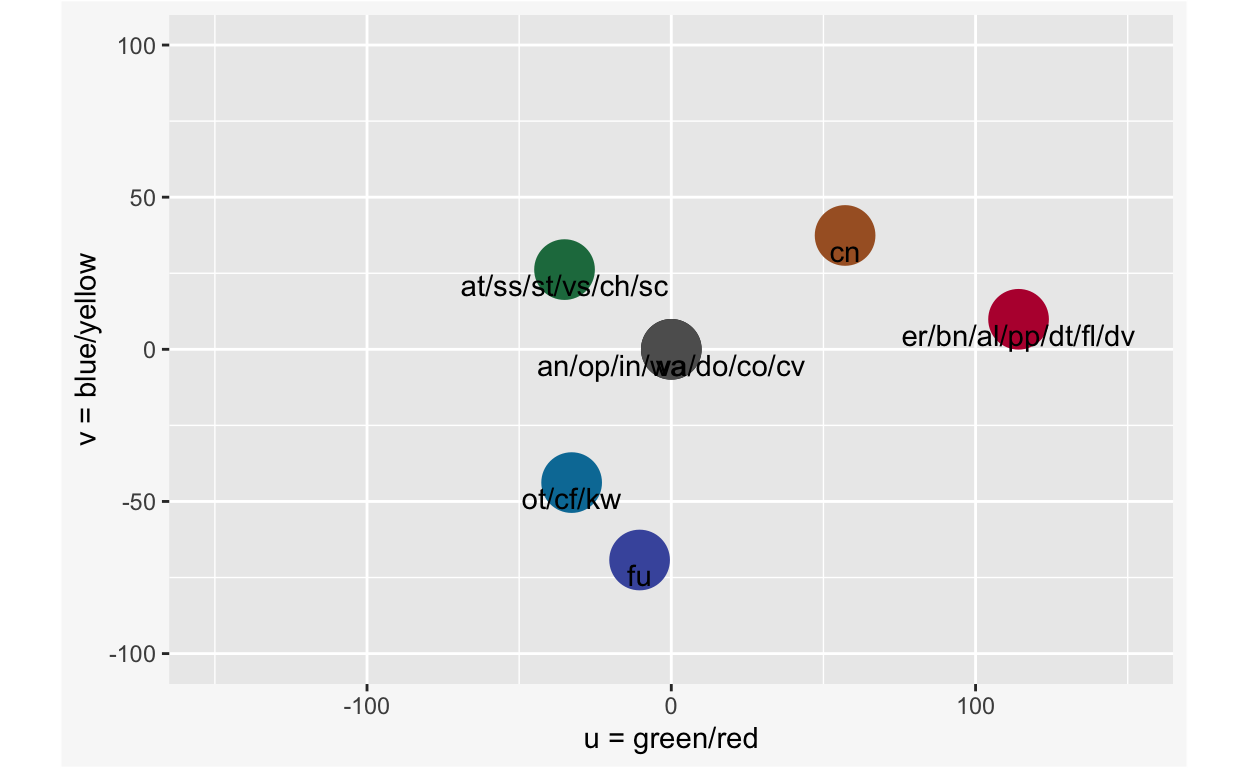 100
50
0
-50
-100
v = blue/yellow
cn
at/ss/st/vs/ch/sc
er/bn/al/pp/dt/fl/dv
an/op/in/ /do/co/cv
ot/cf/kw
fu
-100
0
100
u = green/red